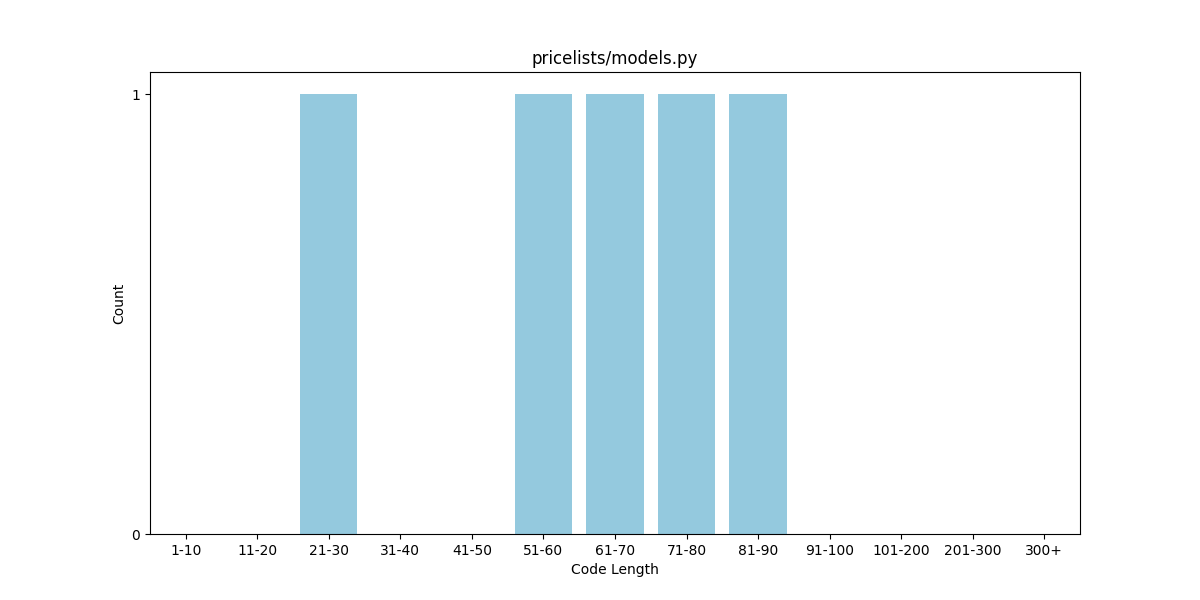 pricelists/models.py
1
Count
0
1-10 11-20 21-30 31-40 41-50 51-60 61-70 71-80 81-90 91-100 101-200 201-300 300+
Code Length